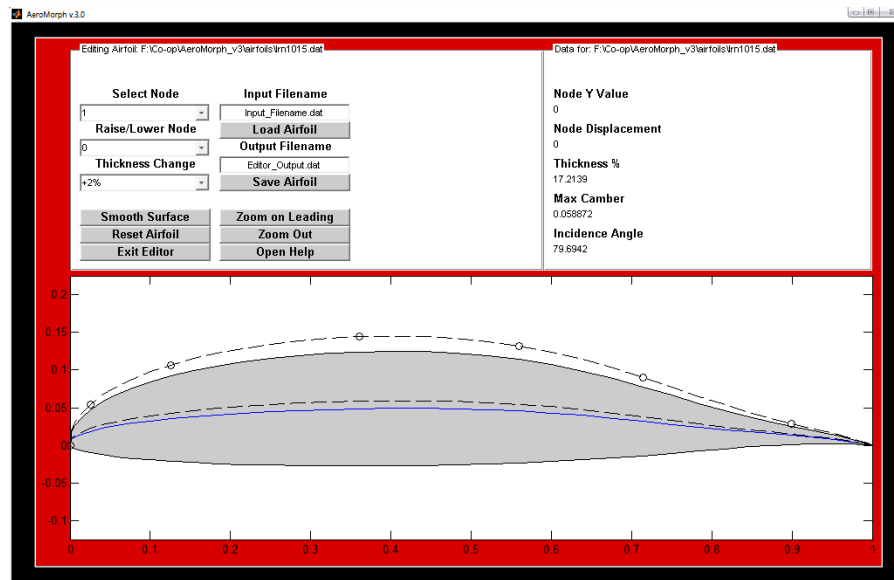 AeroMorph v.3.0
Editing Airfoil: F:\Co-op\AeroMorph_v3\airfoils\lrn1015.dat
Select Node
1
Raise/Lower Node
0
Thickness Change
+2%
Input Filename
Input_Filename.dat
Load Airfoil
Output Filename
Editor_Output.dat
Save Airfoil
Smooth Surface
Zoom on Leading
Reset Airfoil
Zoom Out
Exit Editor
Open Help
Data for: F:\Co-op\AeroMorph_v3\airfoils\lrn1015.dat
Node Y Value
0
Node Displacement
0
Thickness %
17.2139
Max Camber
0.058872
Incidence Angle
79.6942
0.2
0.15
0.1
0.05
0
-0.05
-0.1
0
0.1
0.2
0.3
0.4
0.5
0.6
0.7
0.8
0.9
1